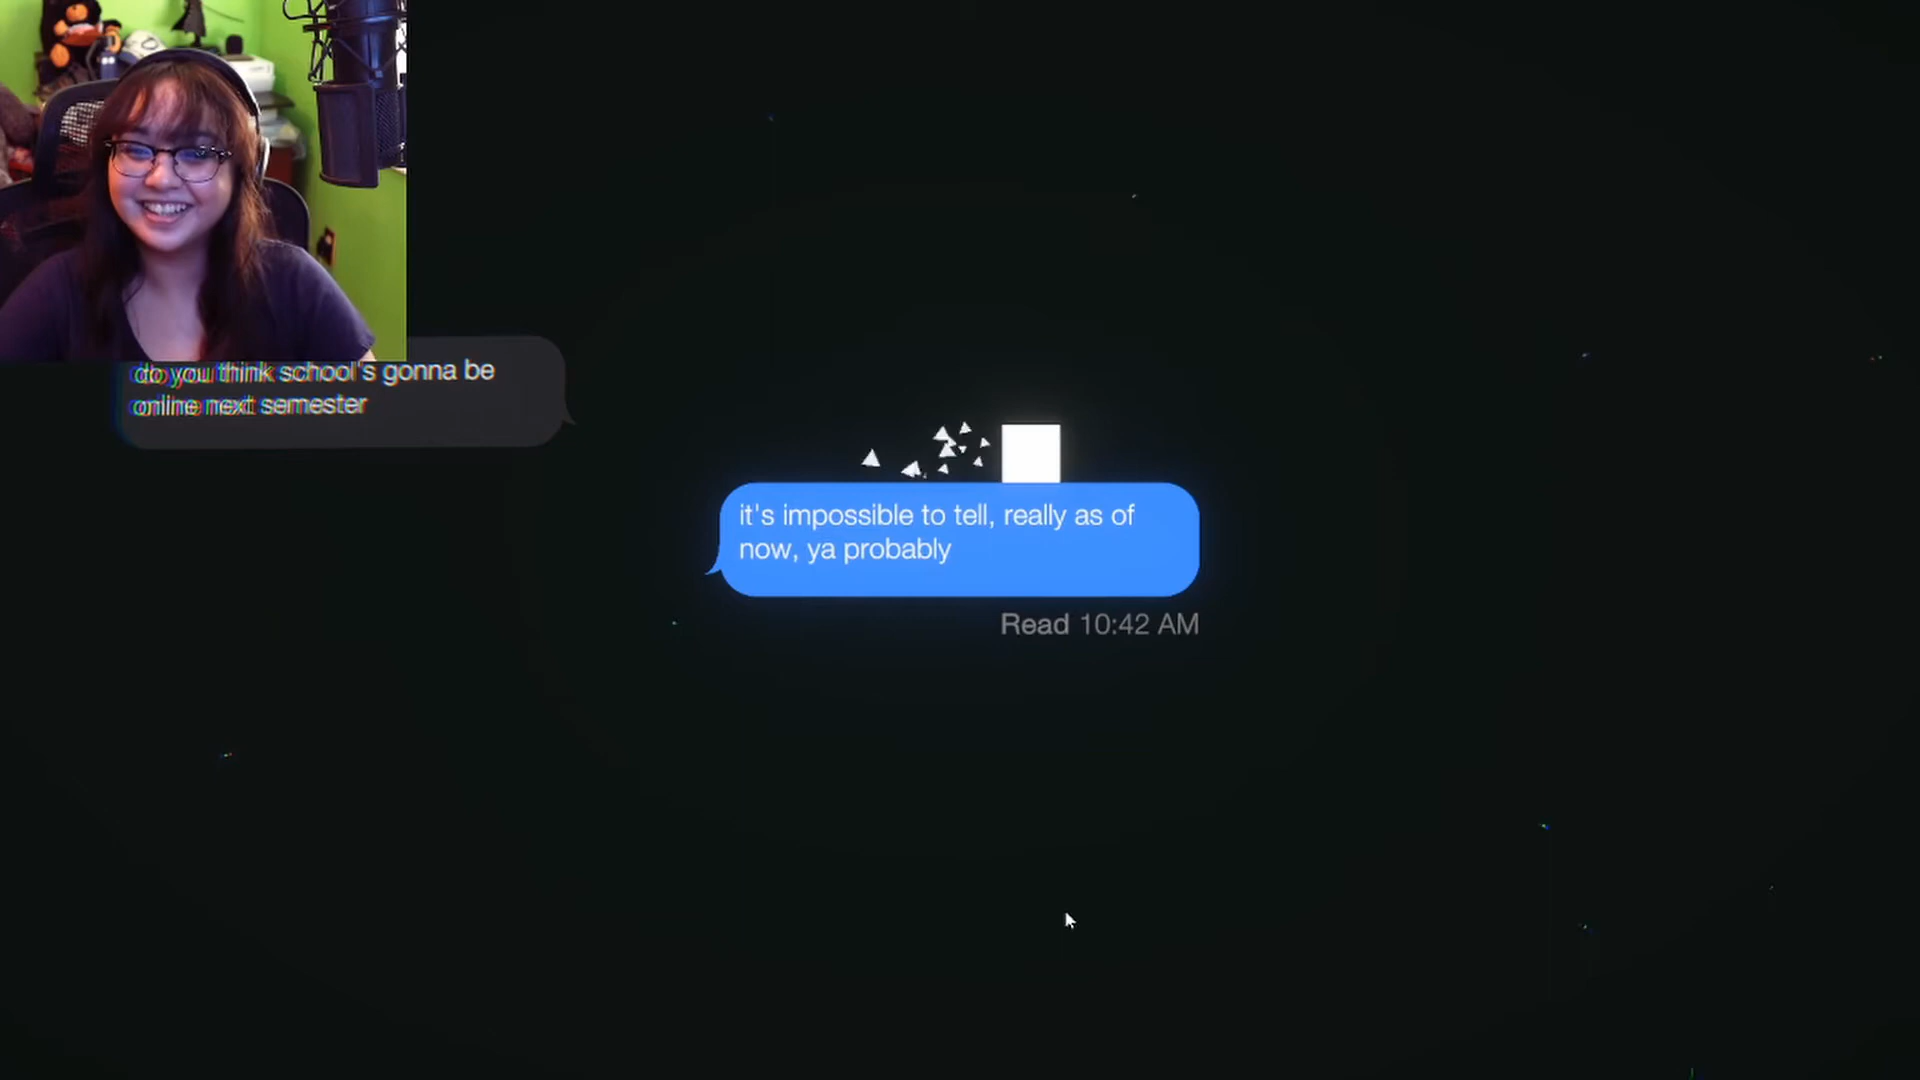 do you think school's gonna be
online next semester
it's impossible to tell, really as of
now, ya probably
Read 10:42 AM